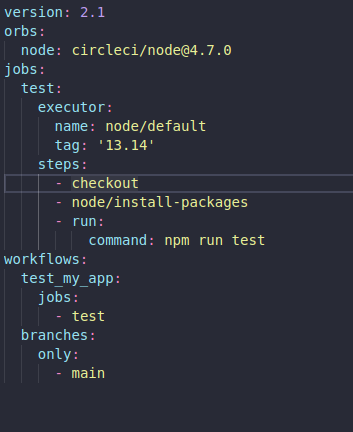 version: 2.1
orbs:
  node: circleci/node@4.7.0
jobs:
  test:
    executor:
      name: node/default
      tag: '13.14'
    steps:
      - checkout
      - node/install-packages
      - run:
          command: npm run test
workflows:
  test_my_app:
    jobs:
      - test
  branches:
    only:
      - main